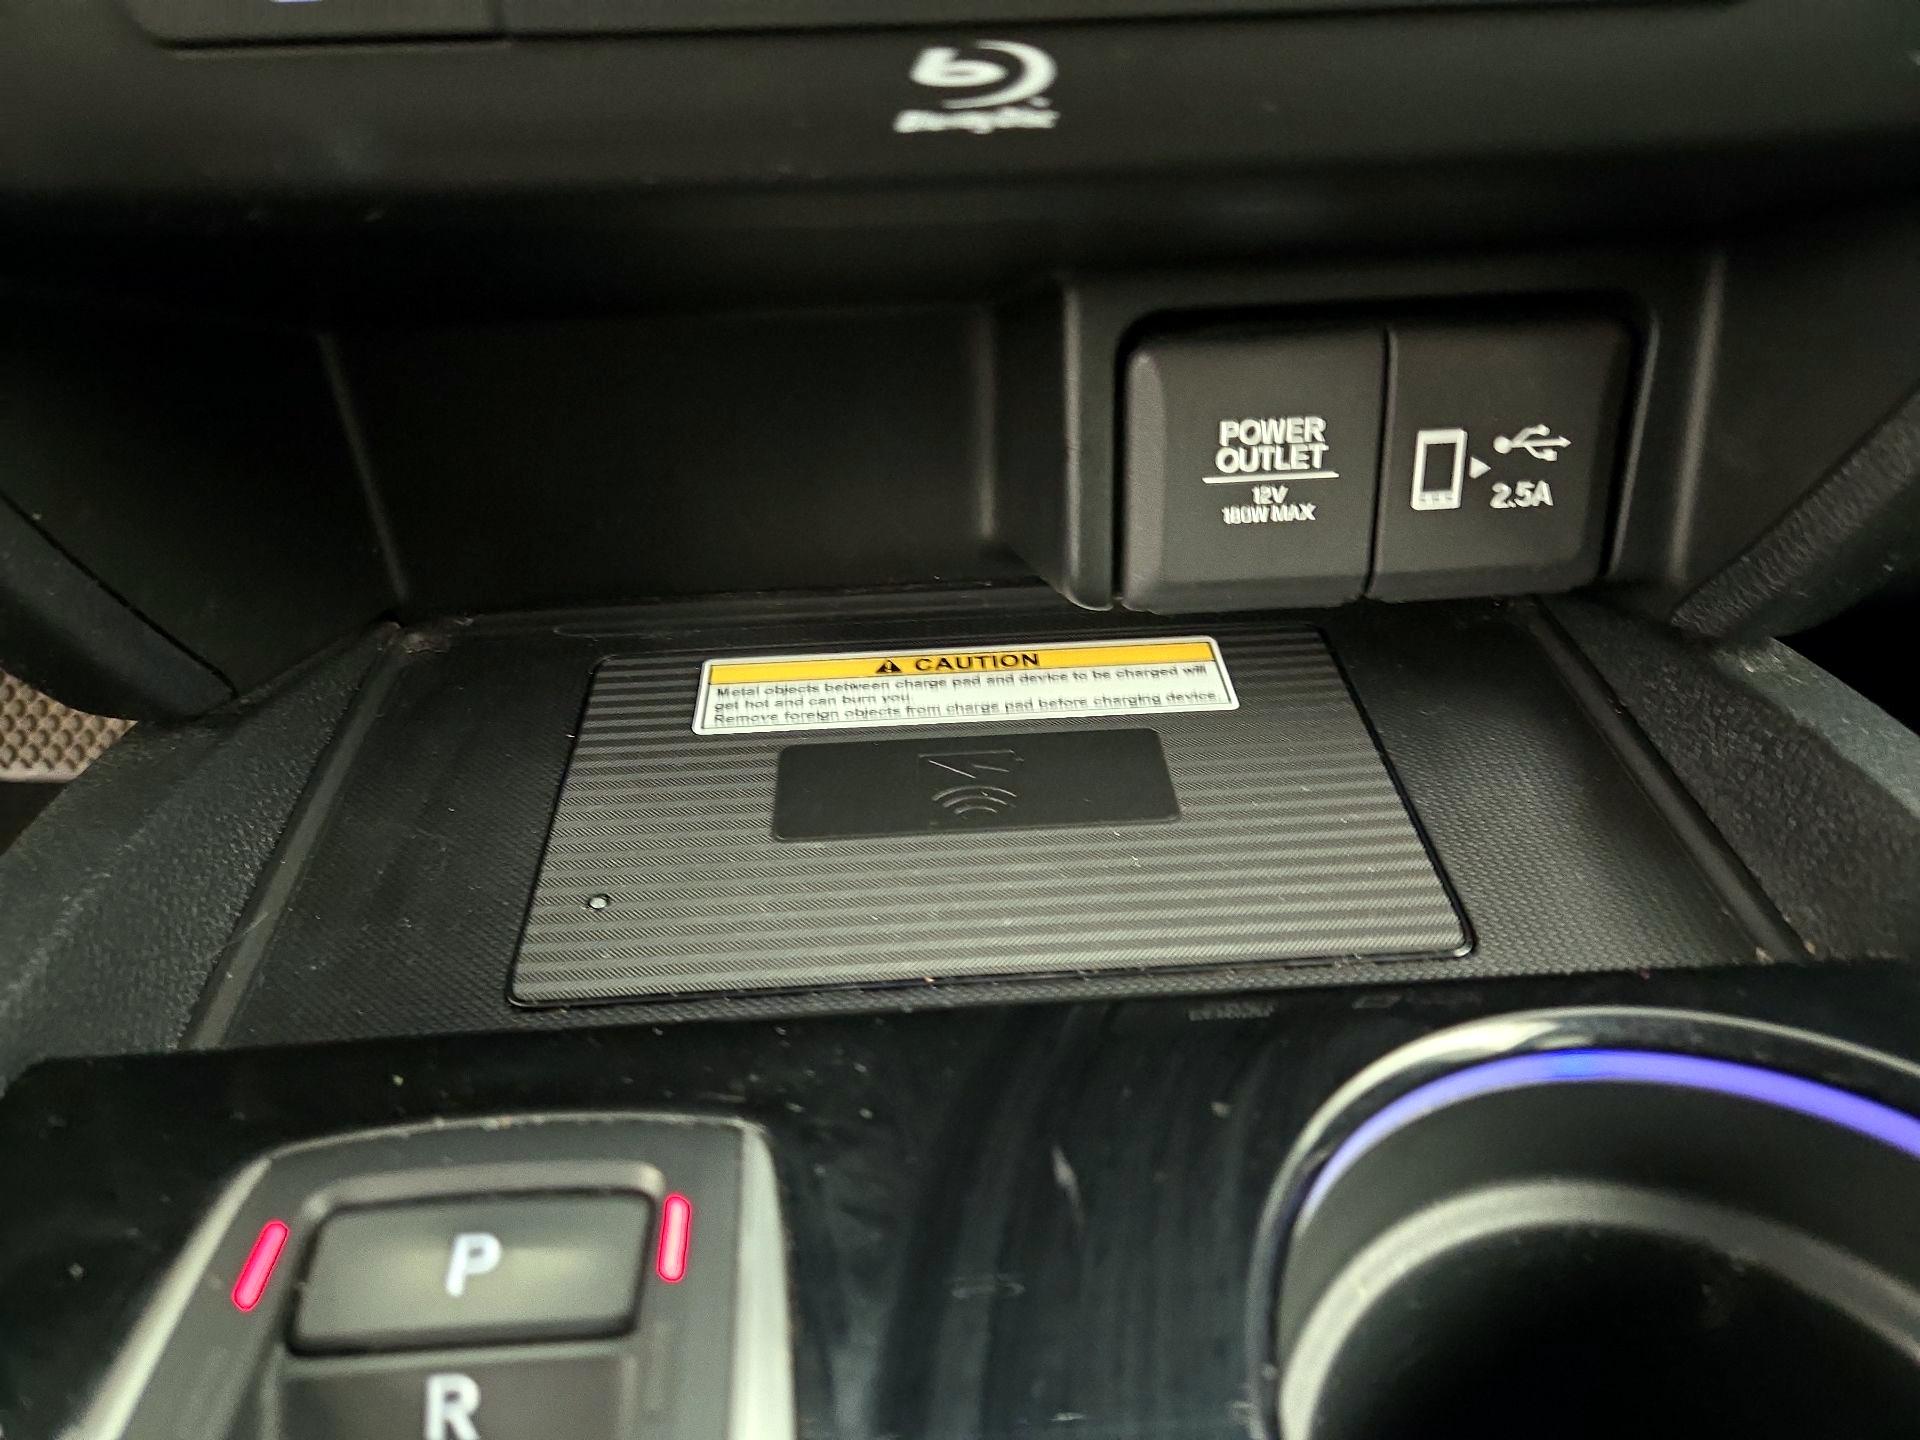 POWER
OUTLET
12V
180W MAX
2.5A
CAUTION
Metal objects between charge pad and device to be charged will
get hot and can burn you.
Remove foreign objects from charge pad before charging device.
P
R